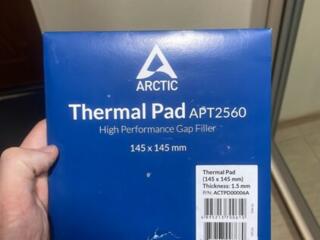 ARCTIC
Thermal Pad APT2560
High Performance Gap Filler
145 x 145 mm
Thermal Pad
(145 x 145 mm)
Thickness: 1.5 mm
P/N: ACTPD00006A